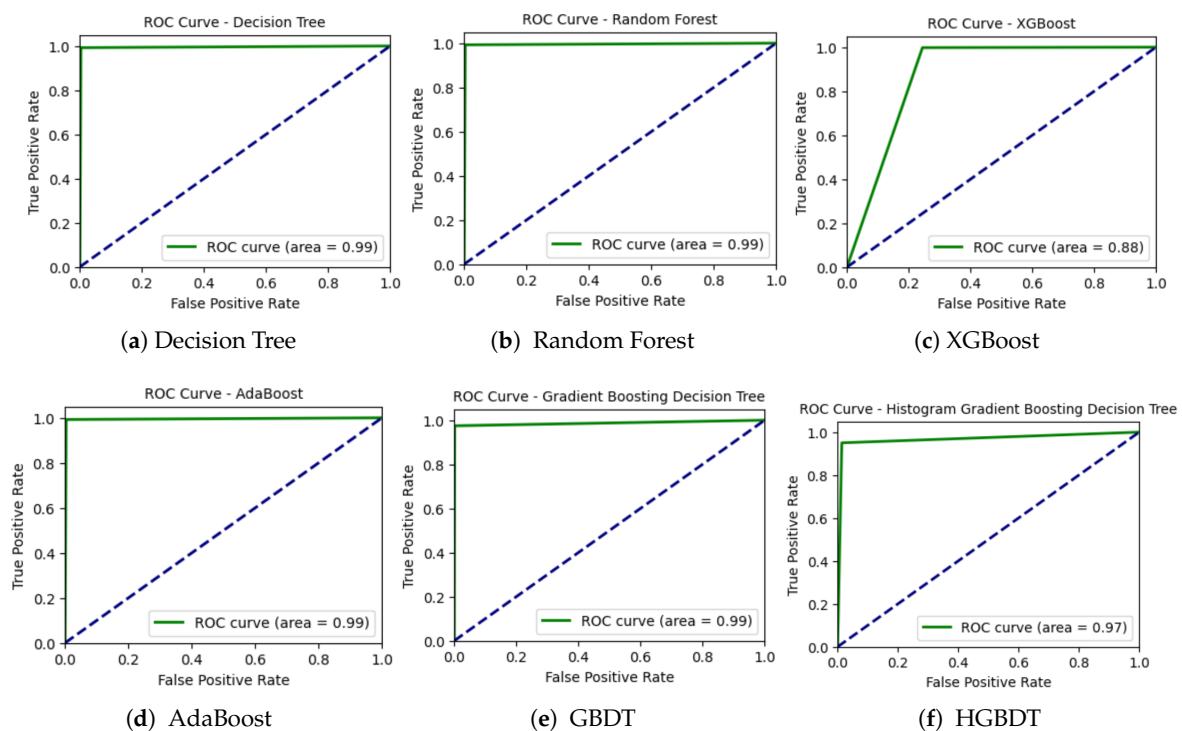 ROC Curve - Decision Tree
True Positive Rate
1.0
0.8
0.6
0.4
0.2
0.0
ROC curve (area = 0.99)
0.0 0.2 0.4 0.6 0.8 1.0
False Positive Rate
(a) Decision Tree
ROC Curve - Random Forest
True Positive Rate
1.0
0.8
0.6
0.4
0.2
0.0
ROC curve (area = 0.99)
0.0 0.2 0.4 0.6 0.8 1.0
False Positive Rate
(b) Random Forest
ROC Curve - XGBoost
True Positive Rate
1.0
0.8
0.6
0.4
0.2
0.0
ROC curve (area = 0.88)
0.0 0.2 0.4 0.6 0.8 1.0
False Positive Rate
(c) XGBoost
ROC Curve - AdaBoost
True Positive Rate
1.0
0.8
0.6
0.4
0.2
0.0
ROC curve (area = 0.99)
0.0 0.2 0.4 0.6 0.8 1.0
False Positive Rate
(d) AdaBoost
ROC Curve - Gradient Boosting Decision Tree
True Positive Rate
1.0
0.8
0.6
0.4
0.2
0.0
ROC curve (area = 0.99)
0.0 0.2 0.4 0.6 0.8 1.0
False Positive Rate
(e) GBDT
ROC Curve - Histogram Gradient Boosting Decision Tree
True Positive Rate
1.0
0.8
0.6
0.4
0.2
0.0
ROC curve (area = 0.97)
0.0 0.2 0.4 0.6 0.8 1.0
False Positive Rate
(f) HGBDT